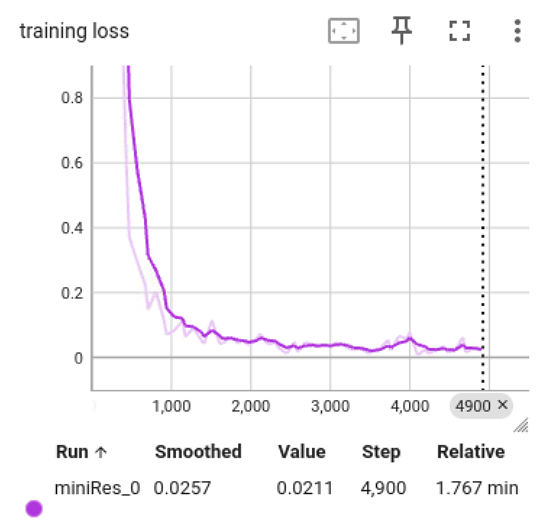 training loss
0.8
0.6
0.4
0.2
0
1,000 2,000 3,000 4,000 4900 ×
Run ↑ Smoothed Value Step Relative
miniRes_0 0.0257 0.0211 4,900 1.767 min